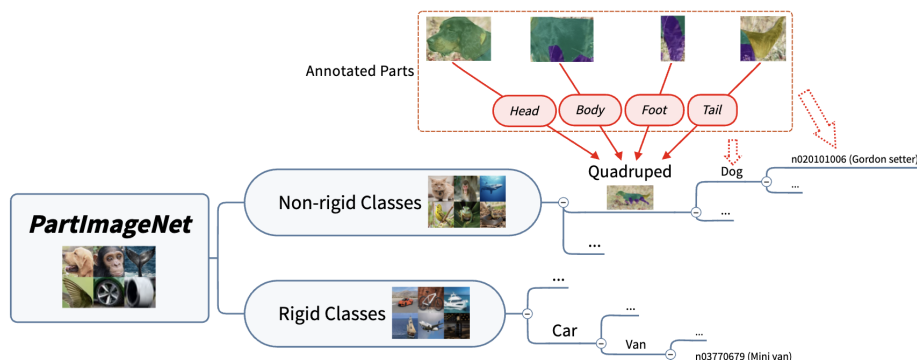 Annotated Parts
Head
Body
Foot
Tail
n020101006 (Gordon setter)
Dog
...
Quadruped
...
Non-rigid Classes
...
PartImageNet
...
Rigid Classes
...
Car
Van
...
n03770679 (Mini van)